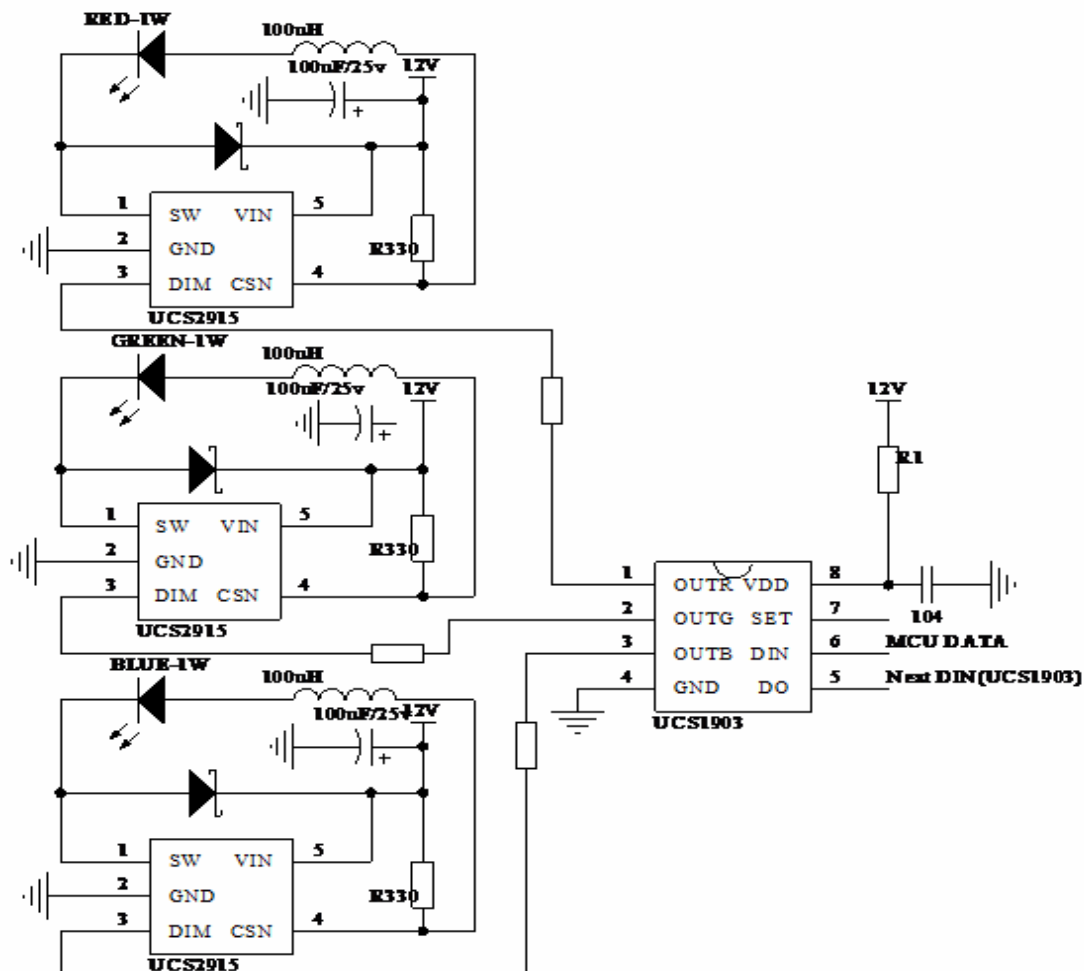 RED-1W
100nH
100nF/25v
12V
1 SW VIN 5
2 GND R330
3 DIM CSN 4
UCS2915
GREEN-1W
100nH
100nF/25v
12V
12V
R1
1 SW VIN 5
2 GND R330
3 DIM CSN 4
UCS2915
1 OUTR VDD 8
104
2 OUTG SET 7
3 OUTB DIN 6 MCU DATA
4 GND DO 5 Next DIN(UCS1903)
UCS1903
BLUE-1W
100nH
100nF/25v
12V
1 SW VIN 5
2 GND R330
3 DIM CSN 4
UCS2915